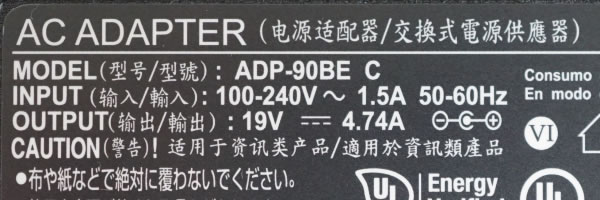 AC ADAPTER (电源适配器/交換式電源供應器)
MODEL(型号/型號): ADP-90BE C
INPUT (输入/輸入): 100-240V～ 1.5A 50-60Hz
OUTPUT(输出/輸出): 19V ⎓ 4.74A
CAUTION(警告)! 适用于资讯类产品/適用於資訊類產品
●布や紙などで絶対に覆わないでください。
Consumo
En modo
VI
UL
Energy
UL